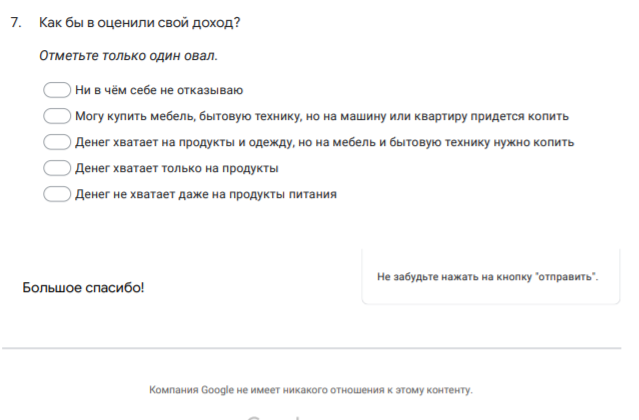 7. Как бы в оценили свой доход?
Отметьте только один овал.
Ни в чём себе не отказываю
Могу купить мебель, бытовую технику, но на машину или квартиру придется копить
Денег хватает на продукты и одежду, но на мебель и бытовую технику нужно копить
Денег хватает только на продукты
Денег не хватает даже на продукты питания
Не забудьте нажать на кнопку "отправить".
Большое спасибо!
Компания Google не имеет никакого отношения к этому контенту.